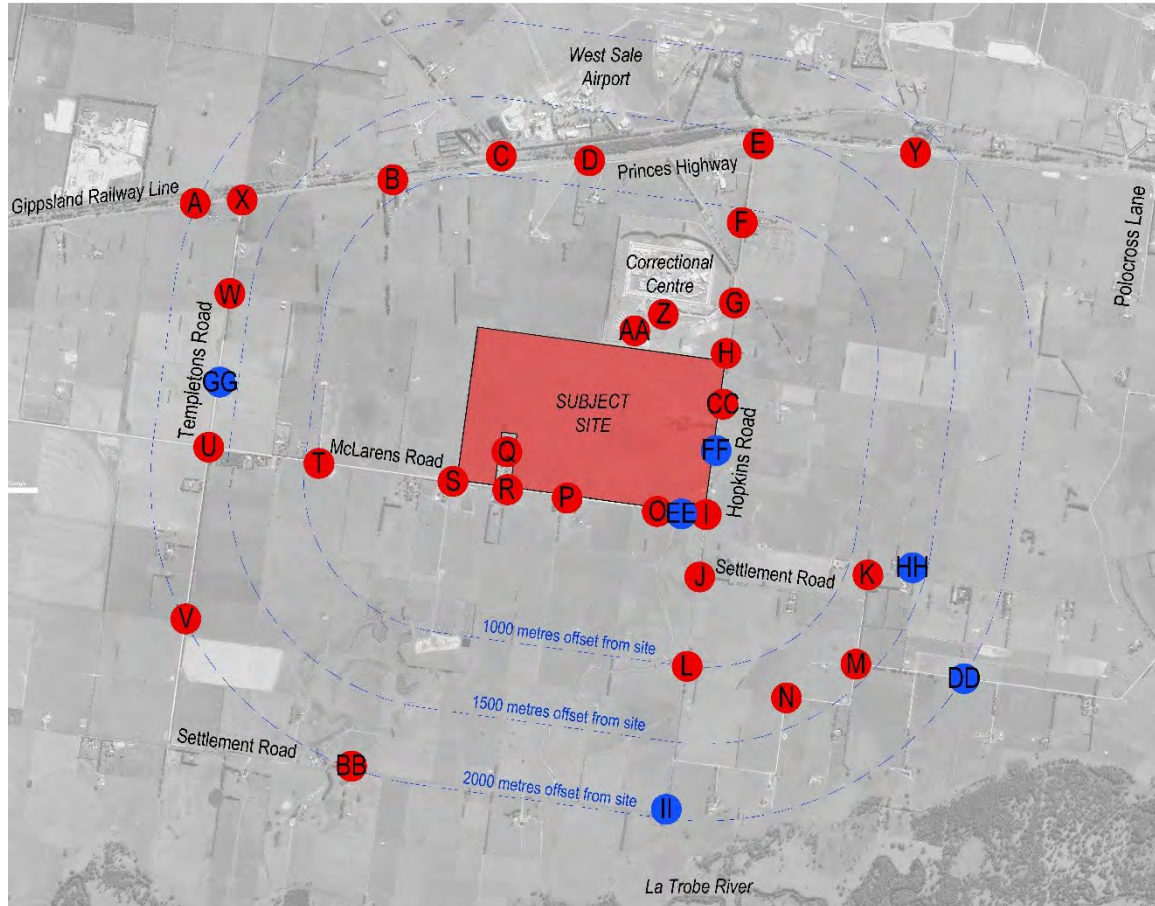 West Sale
Airport
E
Y
C
D
Princes Highway
B
Gippsland Railway Line
A
X
F
Correctional
Centre
Polocross Lane
W
Templetons Road
Z
G
AA
H
GG
SUBJECT
SITE
CC
U
McLarens Road
T
Q
FF
Hopkins Road
S
R
P
O
EE
I
J
Settlement Road
K
HH
V
1000 metres offset from site
L
M
DD
N
1500 metres offset from site
Settlement Road
BB
2000 metres offset from site
II
La Trobe River